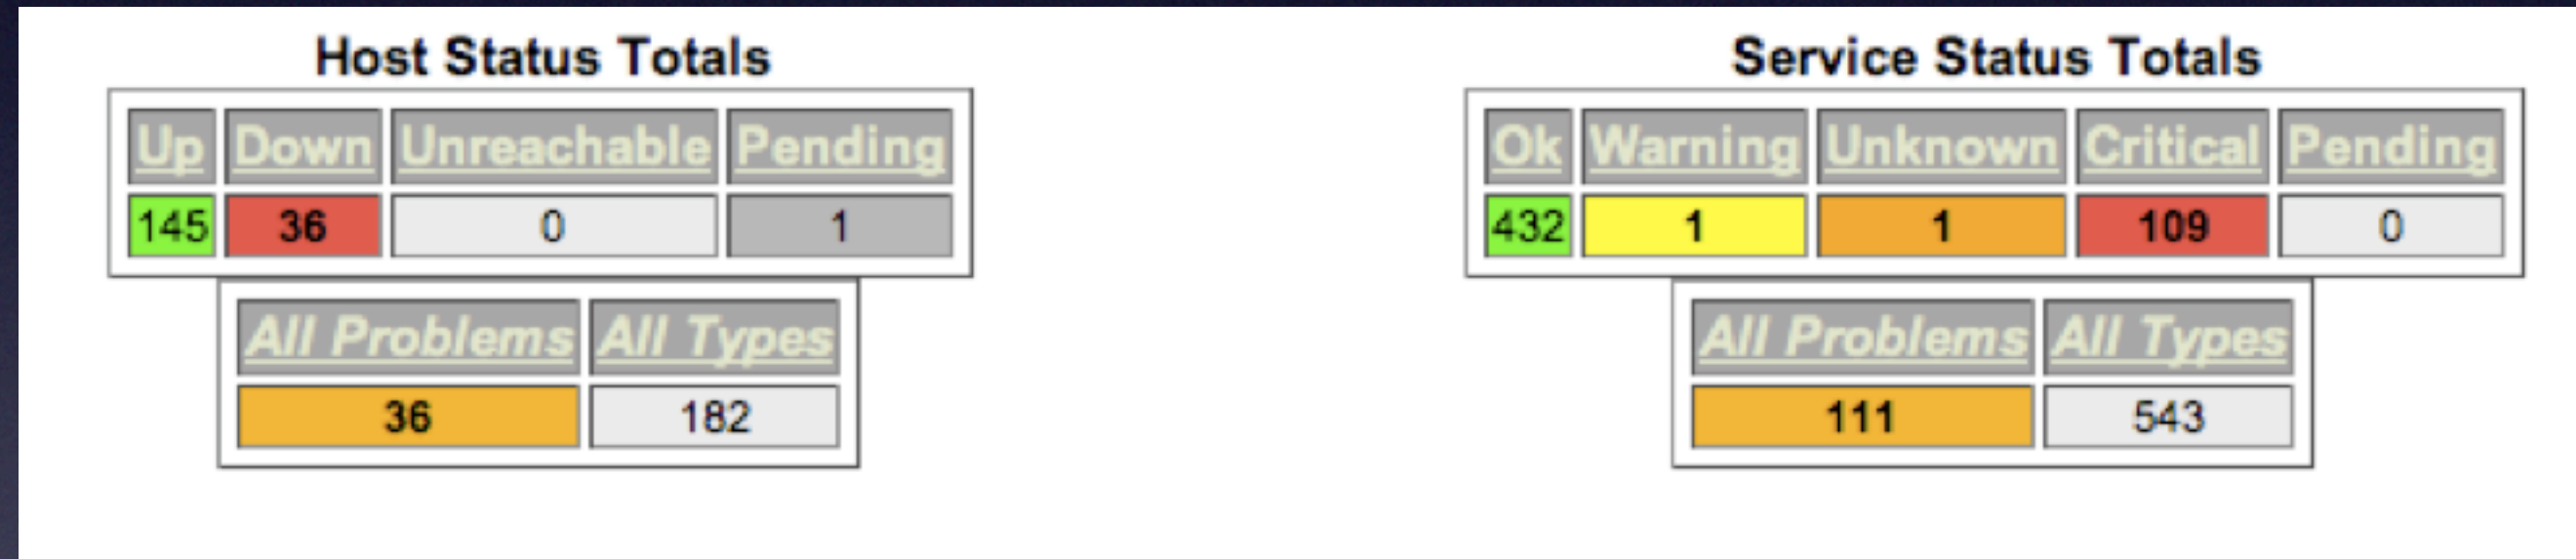 Host Status Totals
Up Down Unreachable Pending
145 36 0 1
All Problems All Types
36 182
Service Status Totals
Ok Warning Unknown Critical Pending
432 1 1 109 0
All Problems All Types
111 543